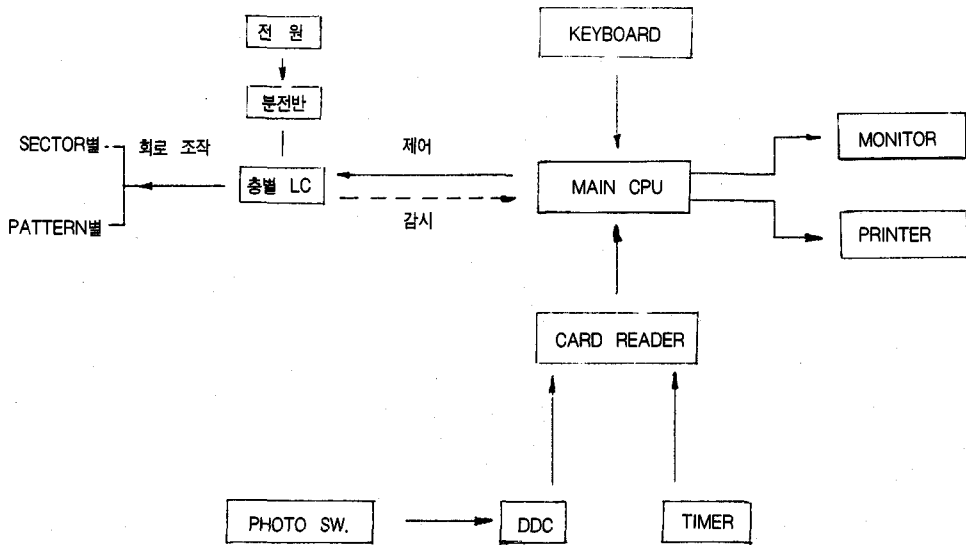 전 원
KEYBOARD
분전반
SECTOR별
회로 조작
제어
MONITOR
층별 LC
MAIN CPU
PATTERN별
감시
PRINTER
CARD READER
PHOTO SW.
DDC
TIMER